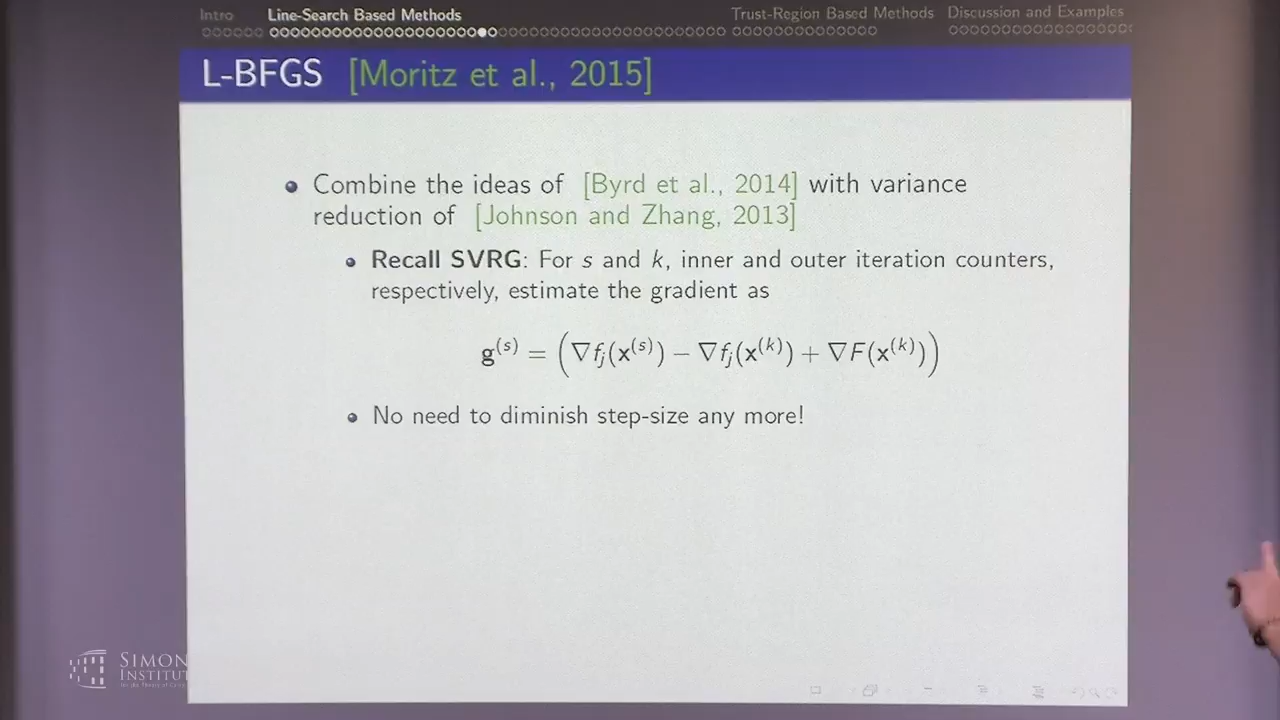 Intro Line-Search Based Methods Trust-Region Based Methods Discussion and Examples
L-BFGS [Moritz et al., 2015]
Combine the ideas of [Byrd et al., 2014] with variance
reduction of [Johnson and Zhang, 2013]
Recall SVRG: For s and k, inner and outer iteration counters,
respectively, estimate the gradient as
g^(s) = (∇f_j(x^(s)) − ∇f_j(x^(k)) + ∇F(x^(k)))
No need to diminish step-size any more!
SIMON
INSTITUT